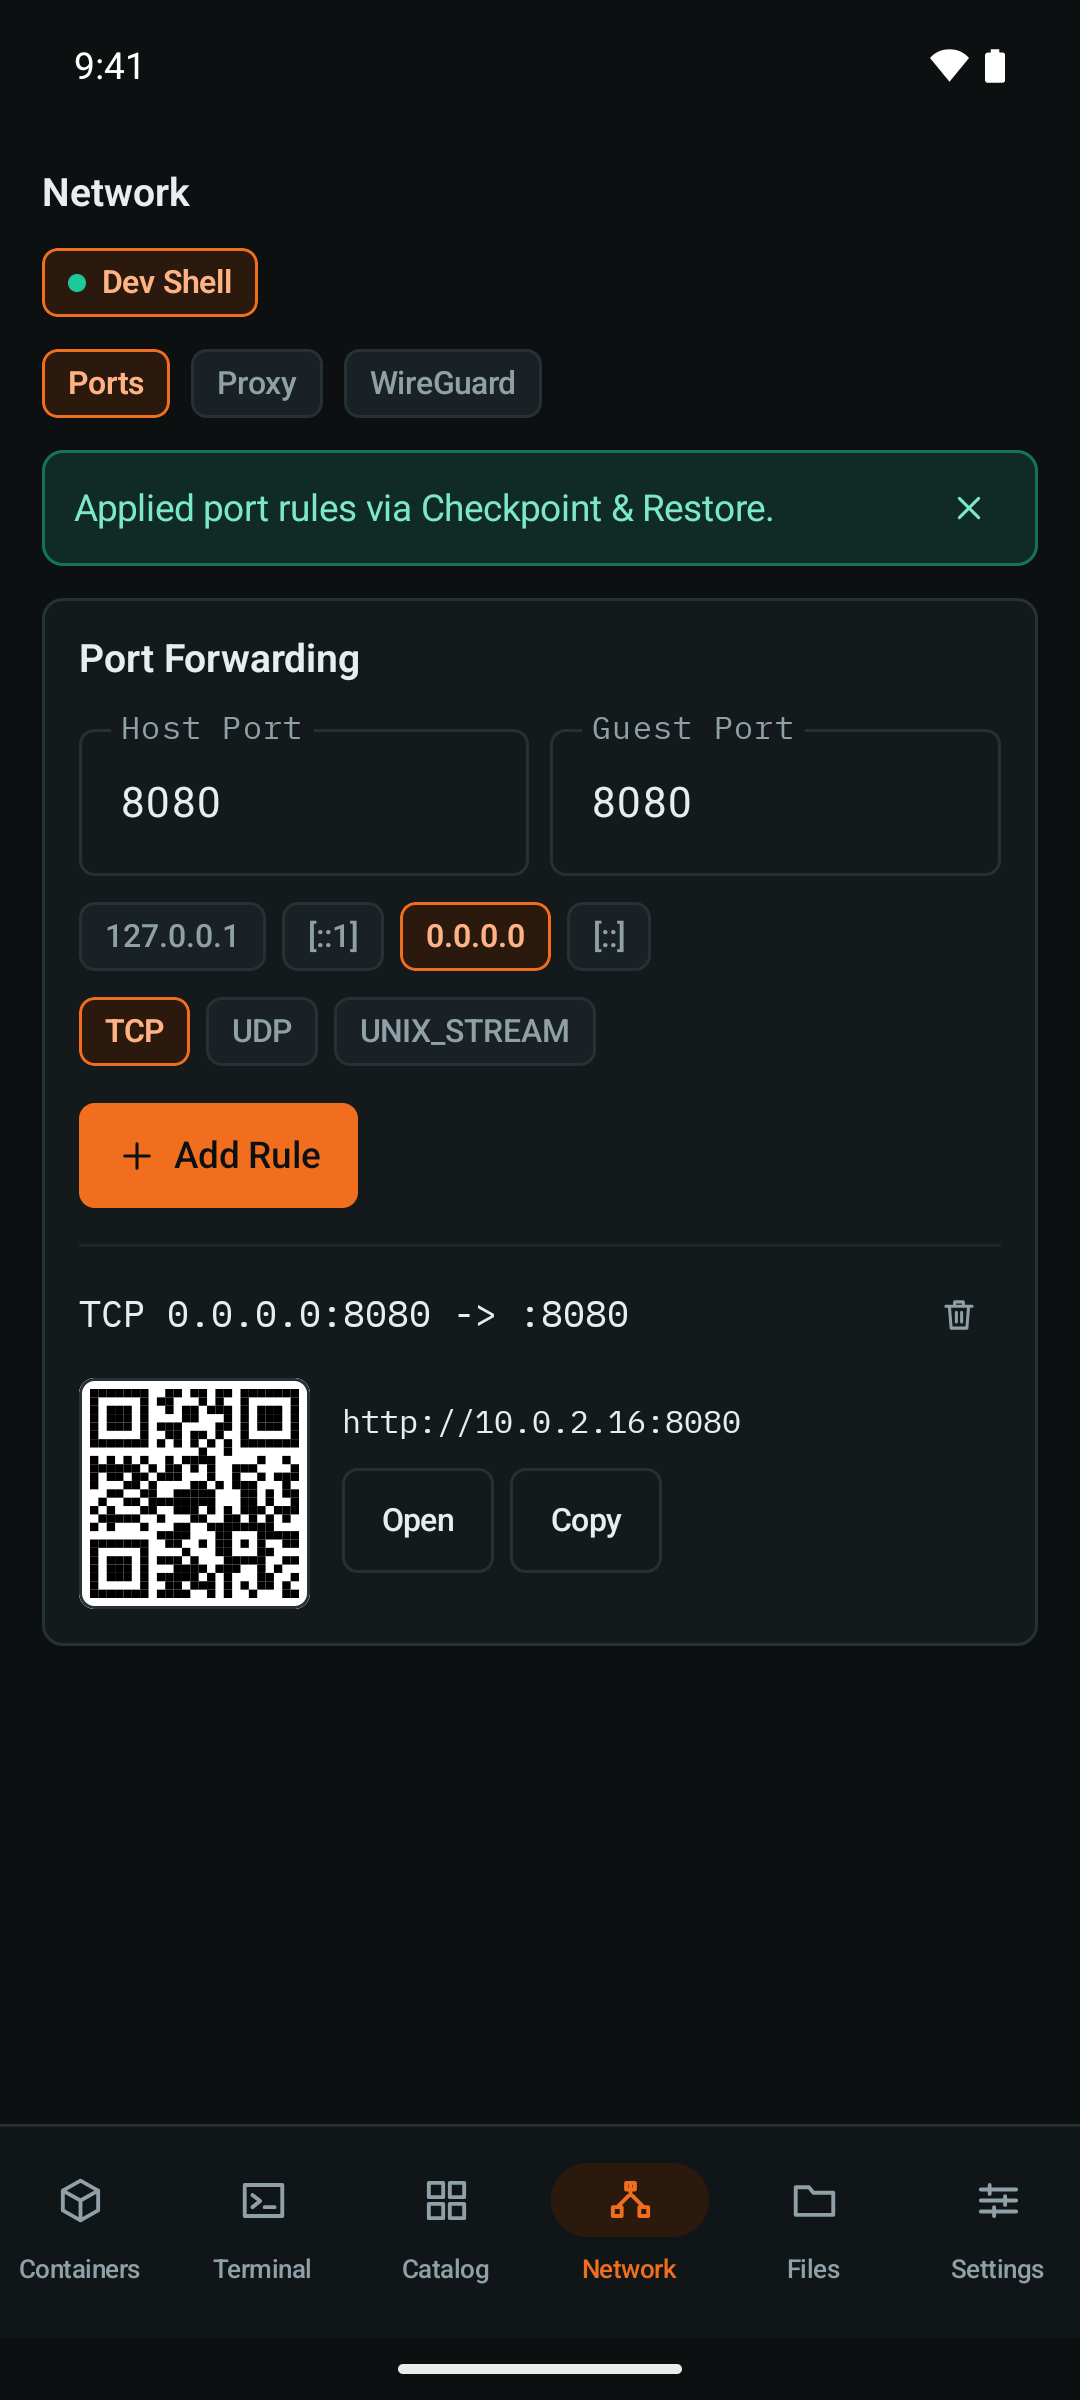 9:41
Network
Dev Shell
Ports Proxy WireGuard
Applied port rules via Checkpoint & Restore.
Port Forwarding
Host Port Guest Port
8080 8080
127.0.0.1 [::1] 0.0.0.0 [::]
TCP UDP UNIX_STREAM
Add Rule
TCP 0.0.0.0:8080 -> :8080
http://10.0.2.16:8080
Open Copy
Containers Terminal Catalog Network Files Settings